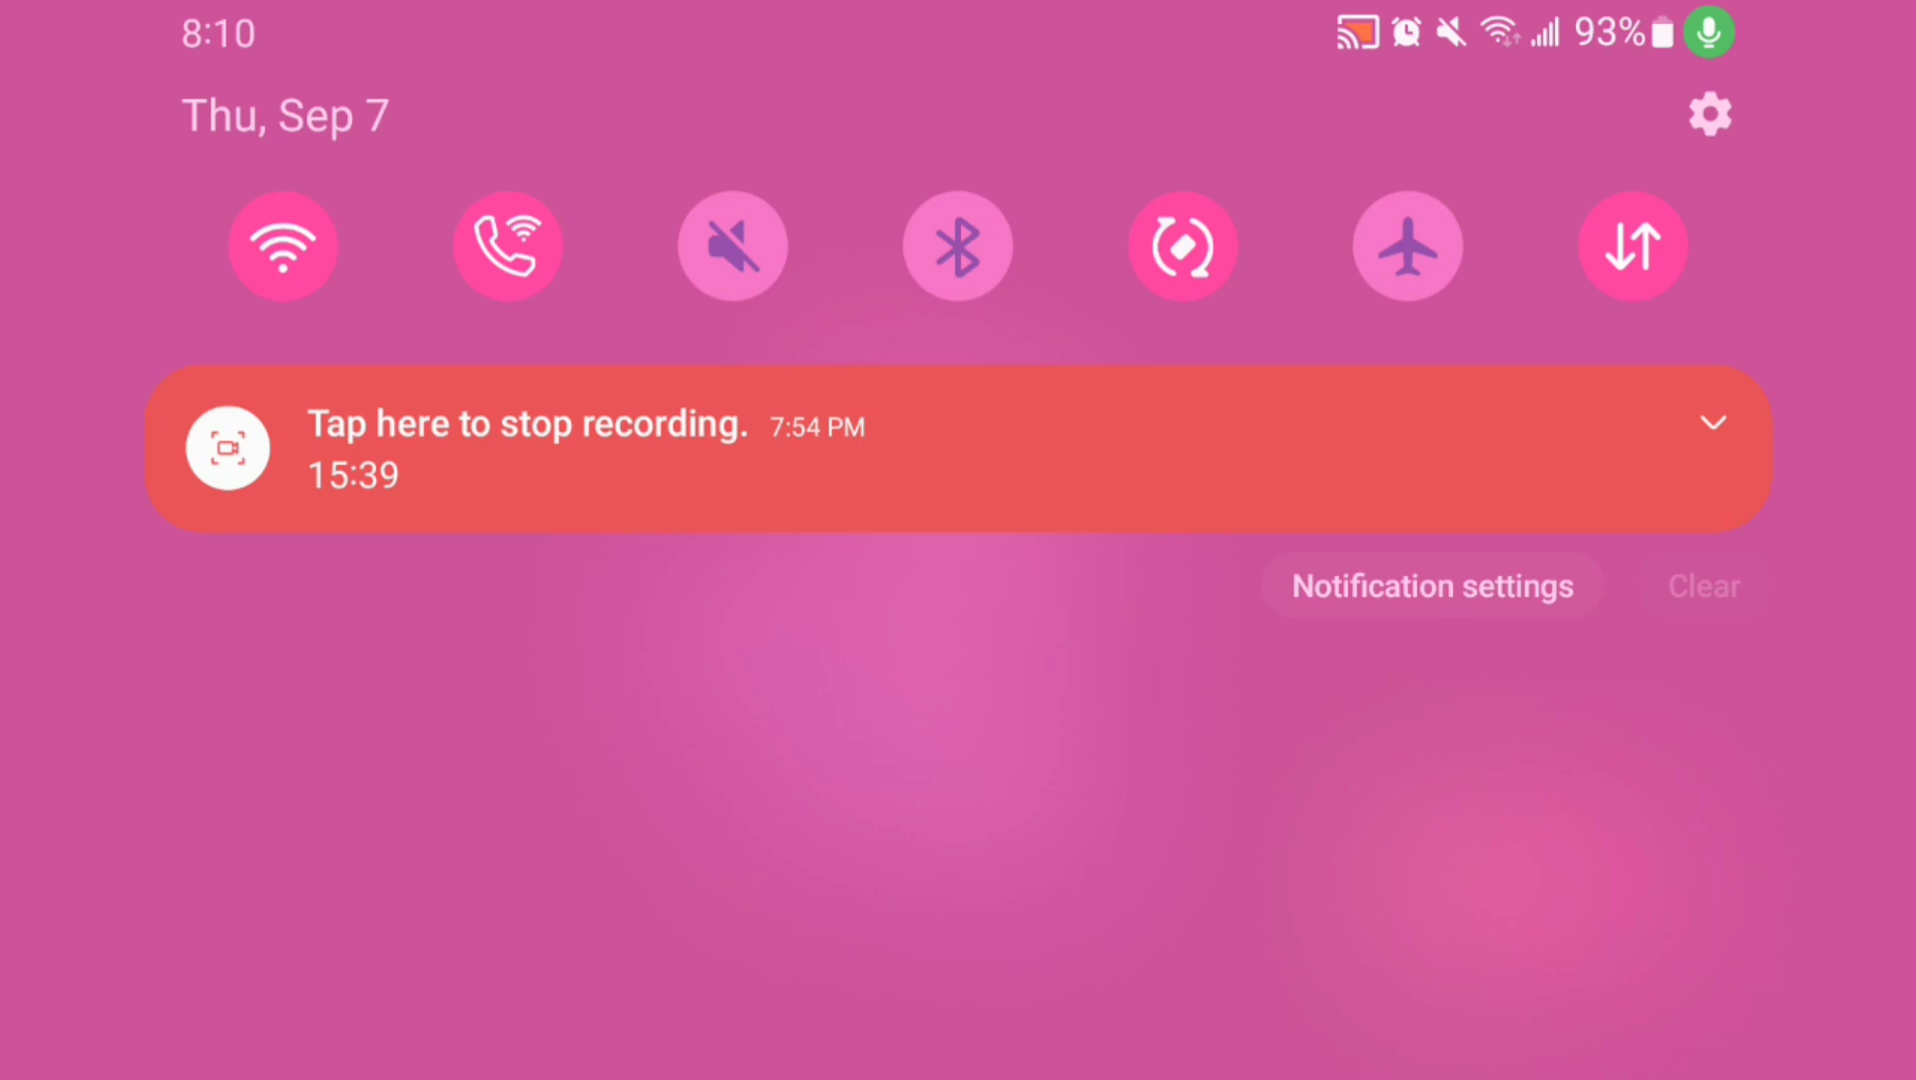 8:10
93%
Thu, Sep 7
Tap here to stop recording. 7:54 PM
15:39
Notification settings
Clear